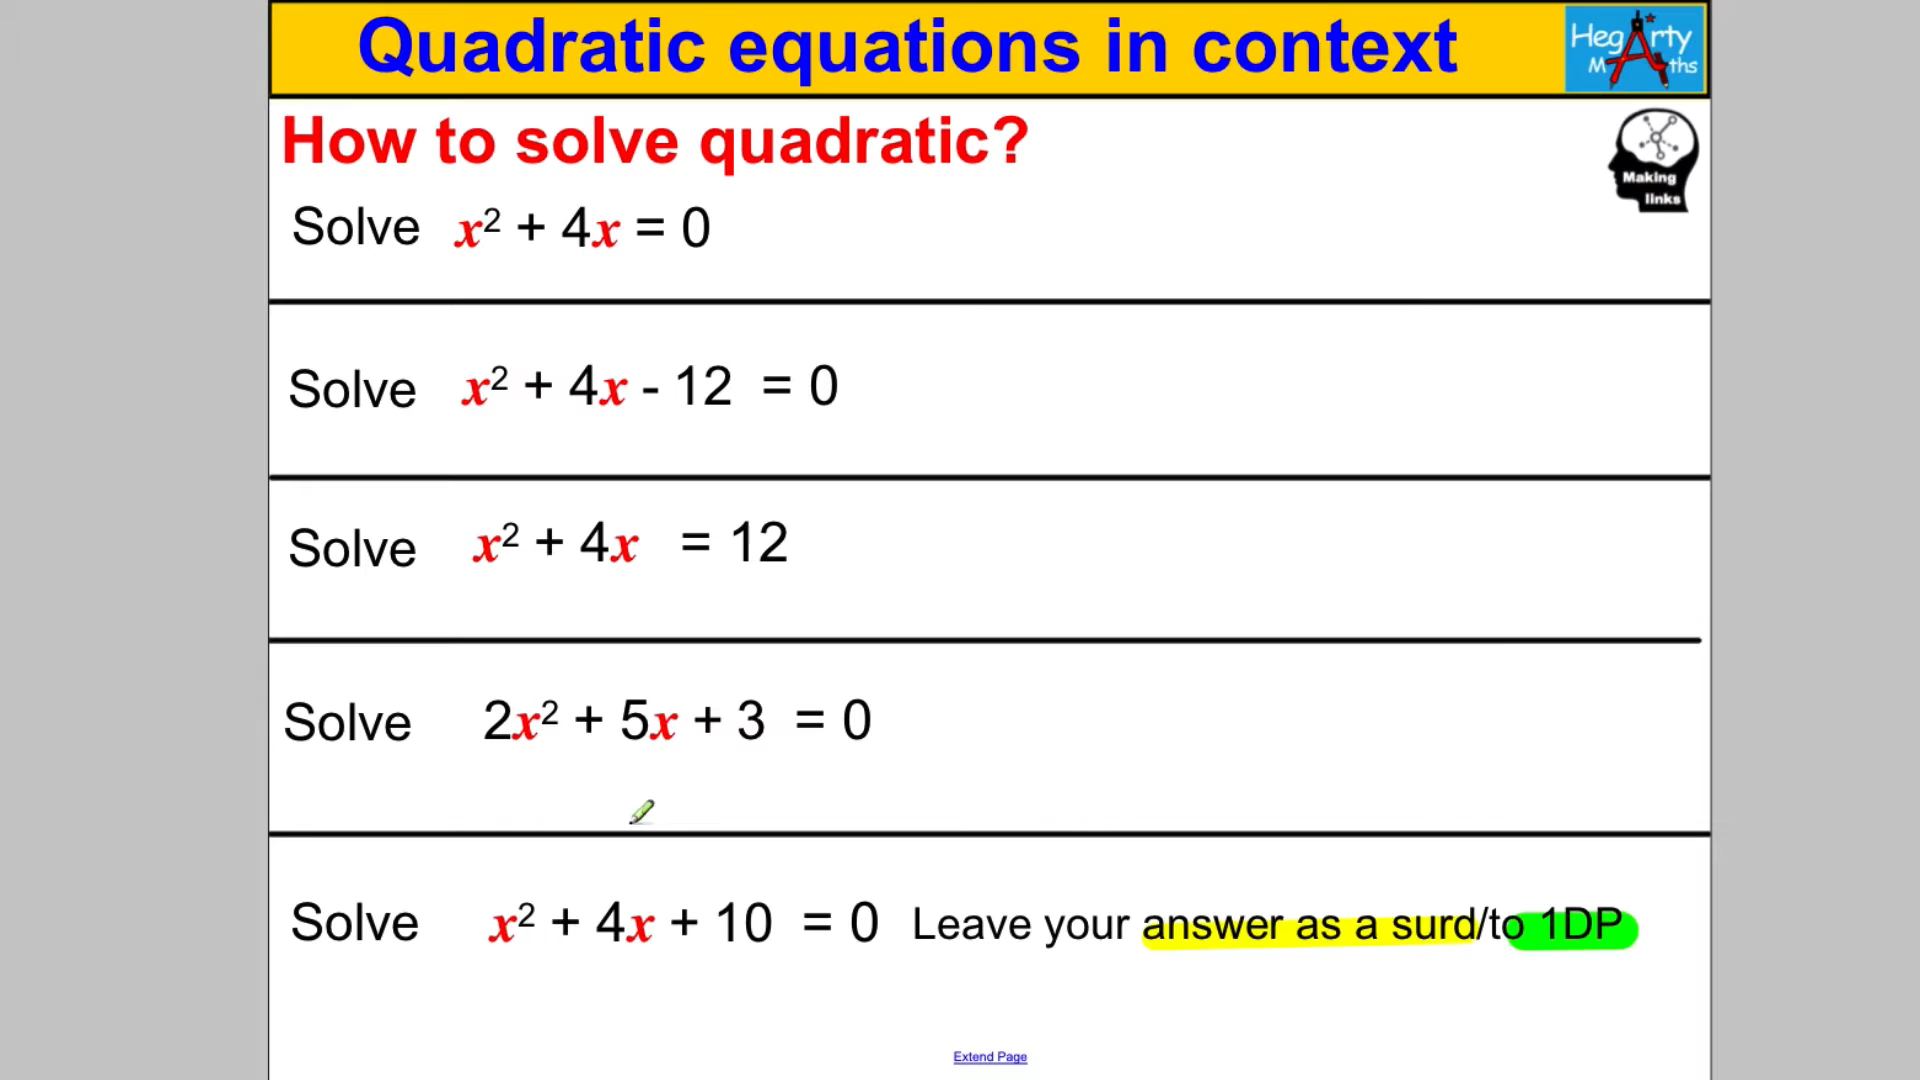 Quadratic equations in context
Hegarty
Maths
How to solve quadratic?
Making
links
Solve x² + 4x = 0
Solve x² + 4x - 12 = 0
Solve x² + 4x = 12
Solve 2x² + 5x + 3 = 0
Solve x² + 4x + 10 = 0 Leave your answer as a surd/to 1DP
Extend Page